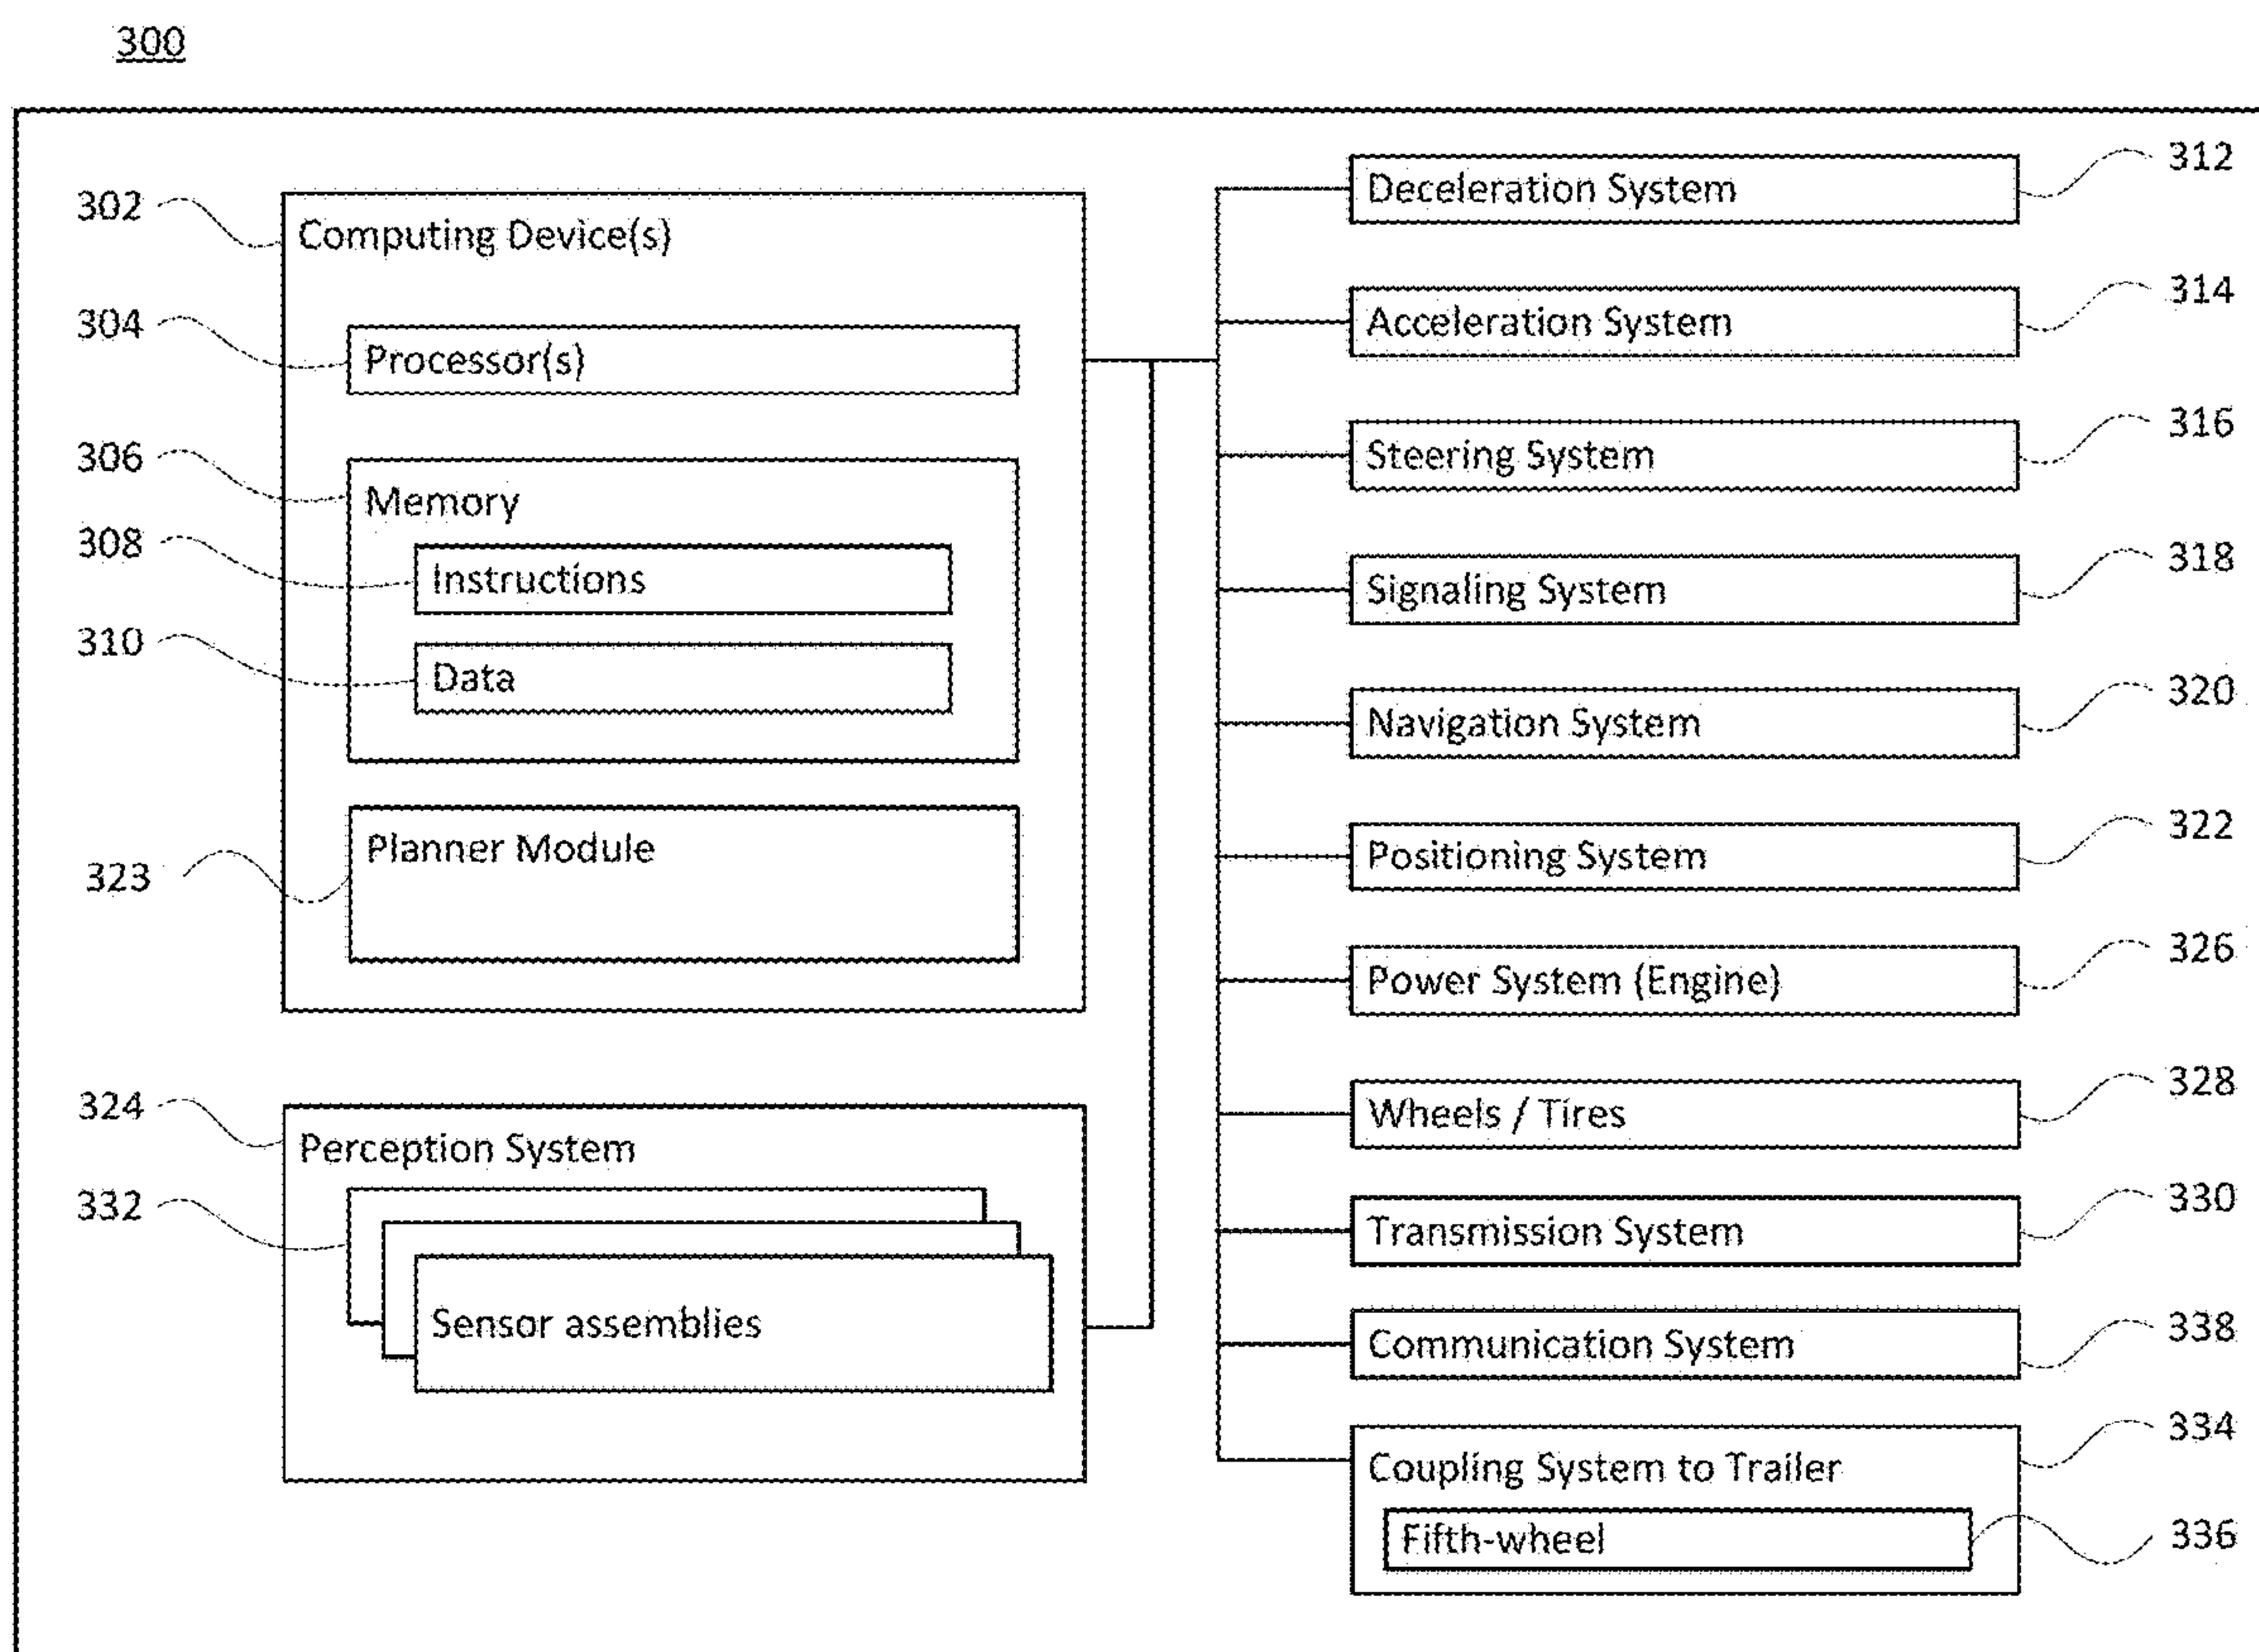 300
302
Computing Device(s)
304
Processor(s)
306
Memory
308
Instructions
310
Data
323
Planner Module
324
Perception System
332
Sensor assemblies
Deceleration System
312
Acceleration System
314
Steering System
316
Signaling System
318
Navigation System
320
Positioning System
322
Power System (Engine)
326
Wheels / Tires
328
Transmission System
330
Communication System
338
Coupling System to Trailer
334
Fifth-wheel
336